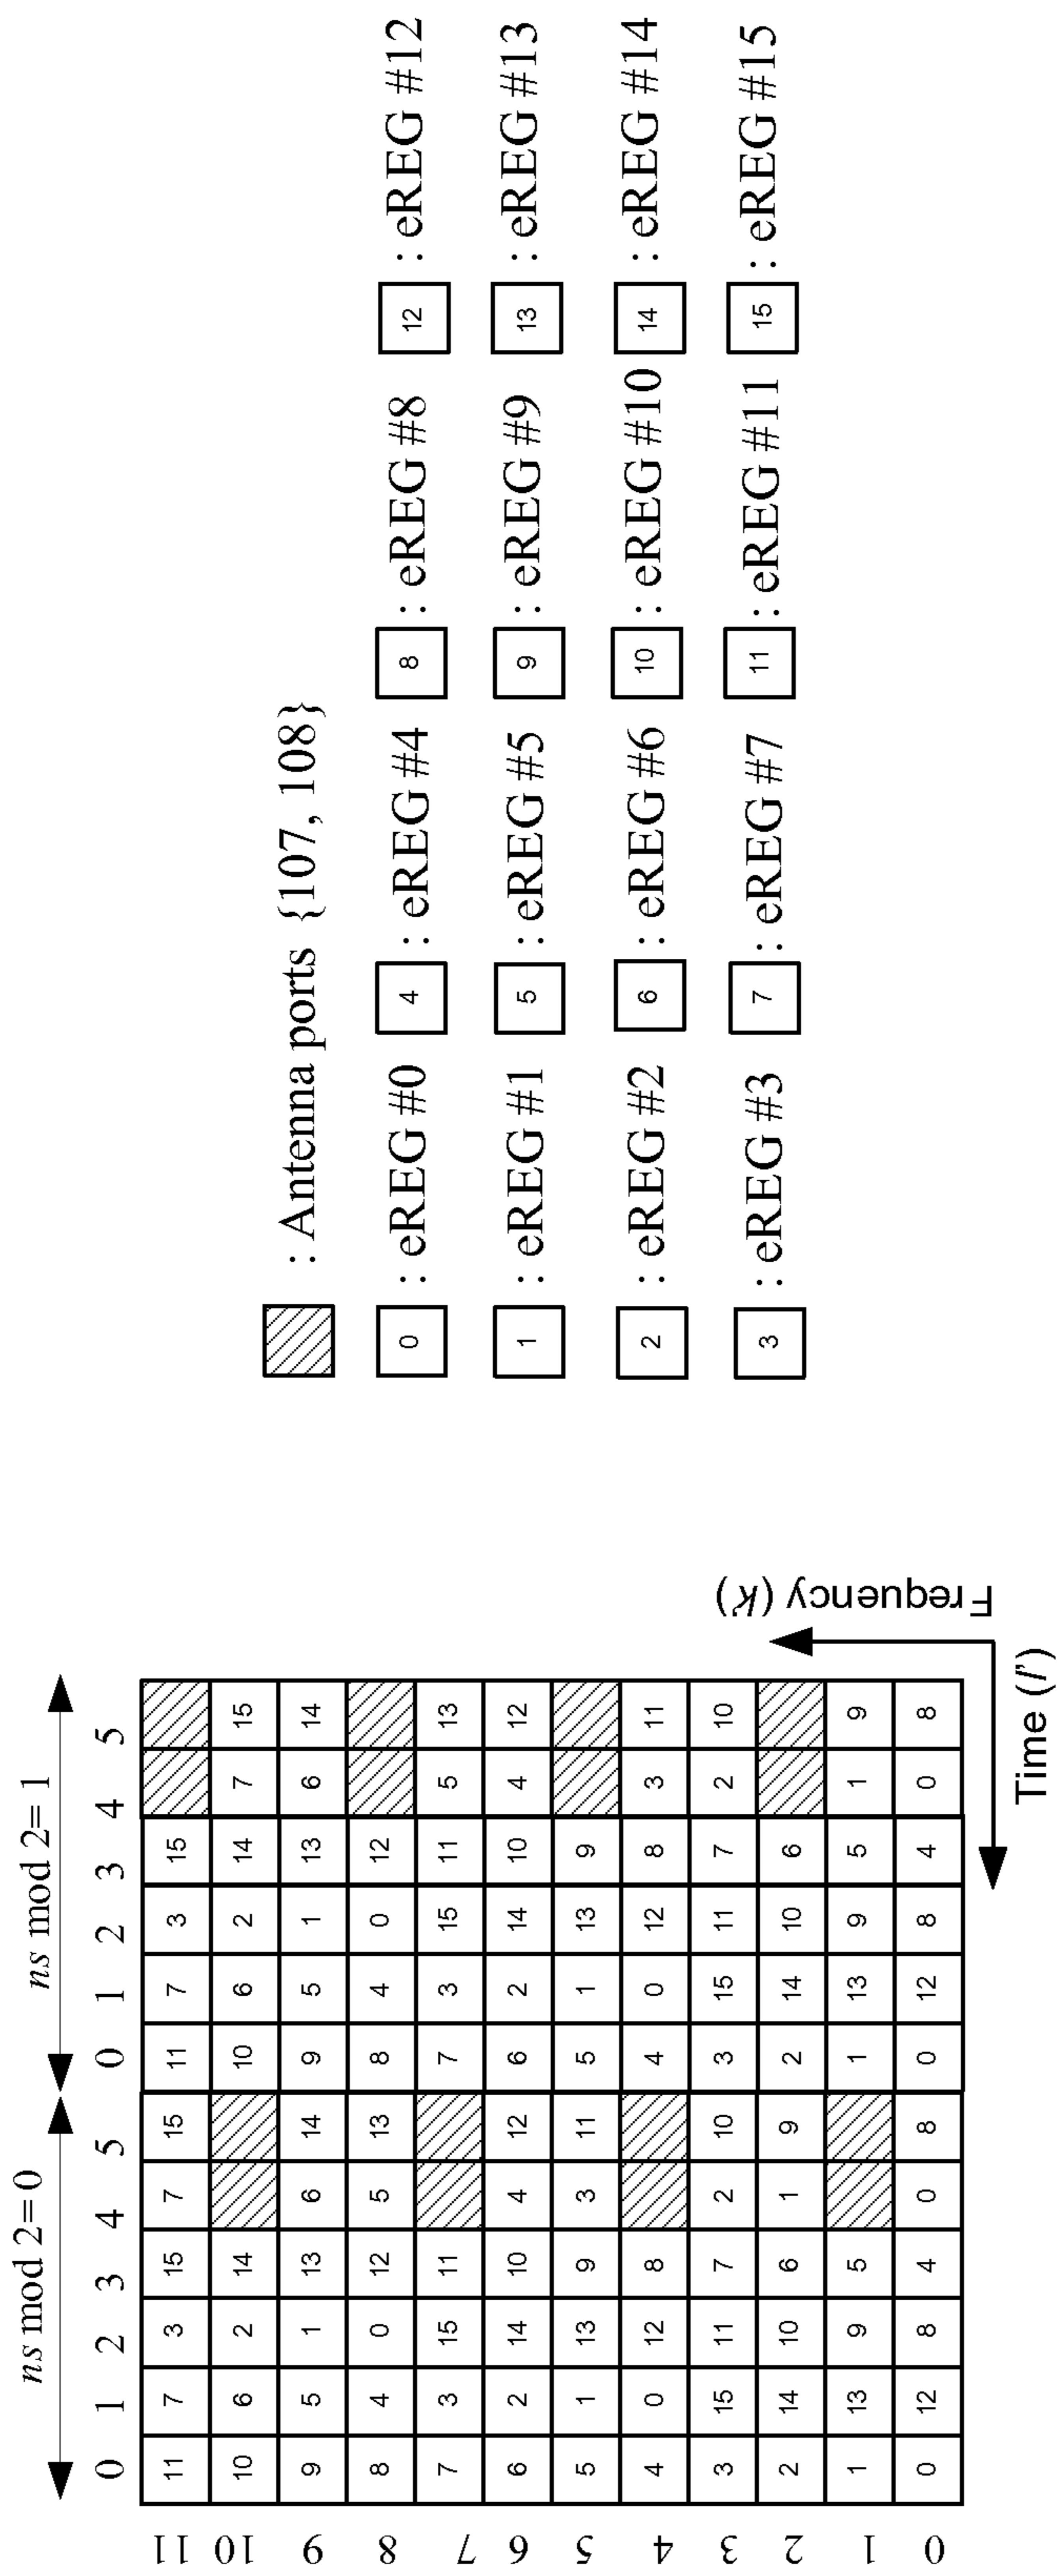 ns mod 2=0 ns mod 2= 1
0 1 2 3 4 5 0 1 2 3 4 5
11 11 7 3 15 7 15 11 7 3 15
10 10 6 2 14 10 6 2 14 7 15
9 9 5 1 13 6 14 9 5 1 13 6 14
8 8 4 0 12 5 13 8 4 0 12
7 7 3 15 11 7 3 15 11 5 13
6 6 2 14 10 4 12 6 2 14 10 4 12
5 5 1 13 9 3 11 5 1 13 9
4 4 0 12 8 4 0 12 8 3 11
3 3 15 11 7 2 10 3 15 11 7 2 10
2 2 14 10 6 1 9 2 14 10 6
1 1 13 9 5 1 13 9 5 1 9
0 0 12 8 4 0 8 0 12 8 4 0 8
Frequency (K')
Time (l')
: Antenna ports {107, 108}
0 : eREG #0 4 : eREG #4 8 : eREG #8 12 : eREG #12
1 : eREG #1 5 : eREG #5 9 : eREG #9 13 : eREG #13
2 : eREG #2 6 : eREG #6 10 : eREG #10 14 : eREG #14
3 : eREG #3 7 : eREG #7 11 : eREG #11 15 : eREG #15